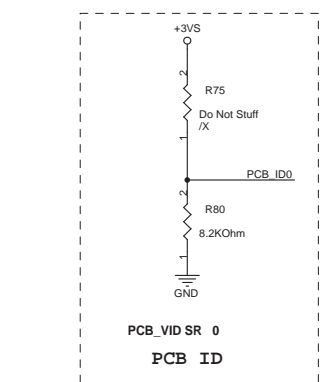 +3VS
2
R75
Do Not Stuff
/X
1
PCB_ID0
2
R80
8.2KOhm
1
GND
PCB_VID SR 0
PCB ID